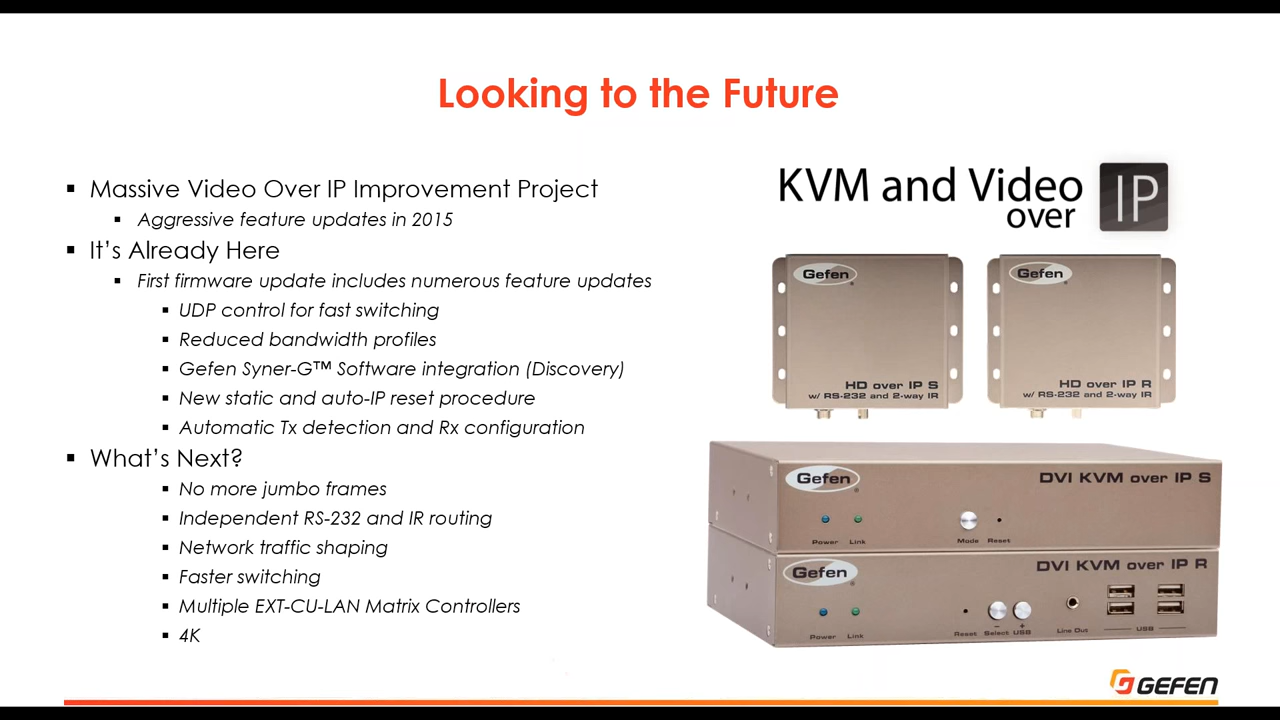 Looking to the Future
Massive Video Over IP Improvement Project
Aggressive feature updates in 2015
It's Already Here
First firmware update includes numerous feature updates
UDP control for fast switching
Reduced bandwidth profiles
Gefen Syner-G™ Software integration (Discovery)
New static and auto-IP reset procedure
Automatic Tx detection and Rx configuration
What's Next?
No more jumbo frames
Independent RS-232 and IR routing
Network traffic shaping
Faster switching
Multiple EXT-CU-LAN Matrix Controllers
4K
KVM and Video
over
IP
Gefen
HD over IP S
w/ RS-232 and 2-way IR
Gefen
HD over IP R
w/ RS-232 and 2-way IR
Gefen
DVI KVM over IP S
Power Link Mode Reset
Gefen
DVI KVM over IP R
Power Link Reset Select USB Line Out USB
GEFEN